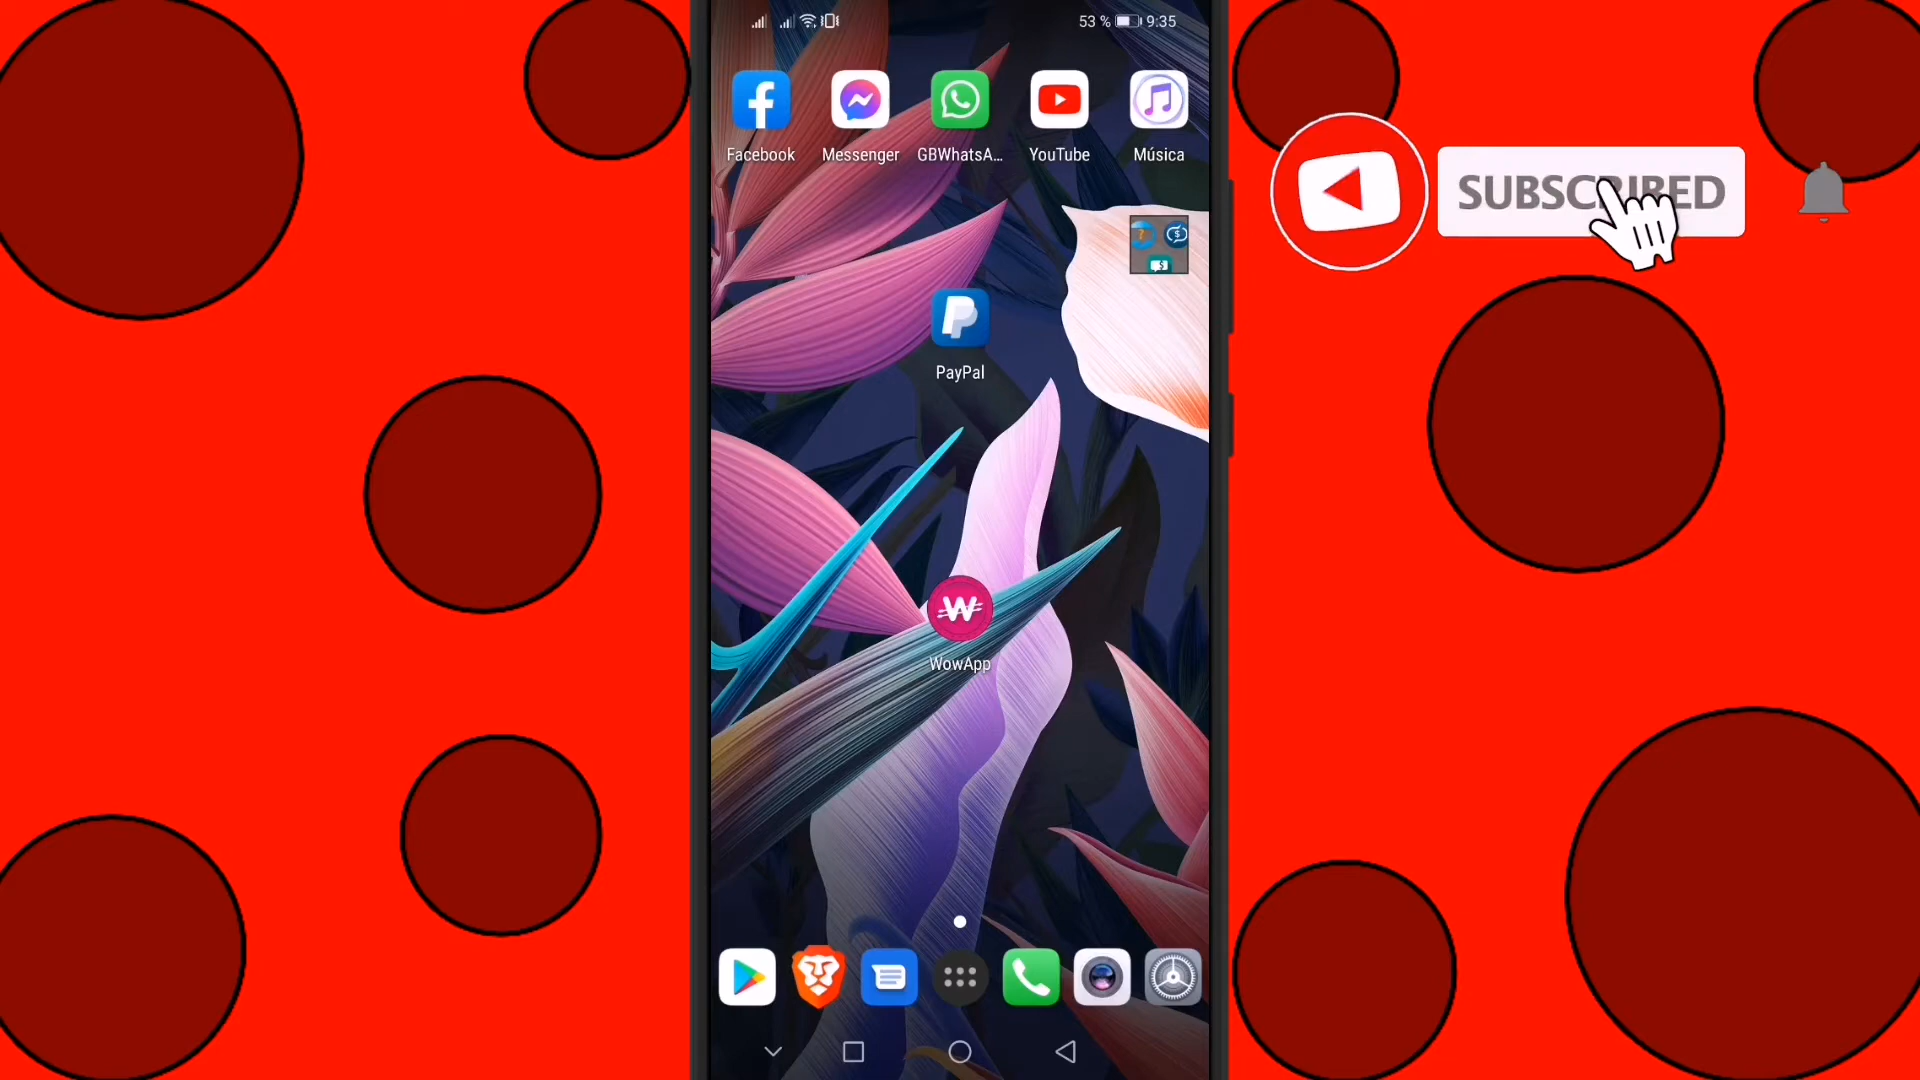 53 % 9:35
Facebook Messenger GBWhatsA... YouTube Música
SUBSCRIBED
PayPal
WowApp